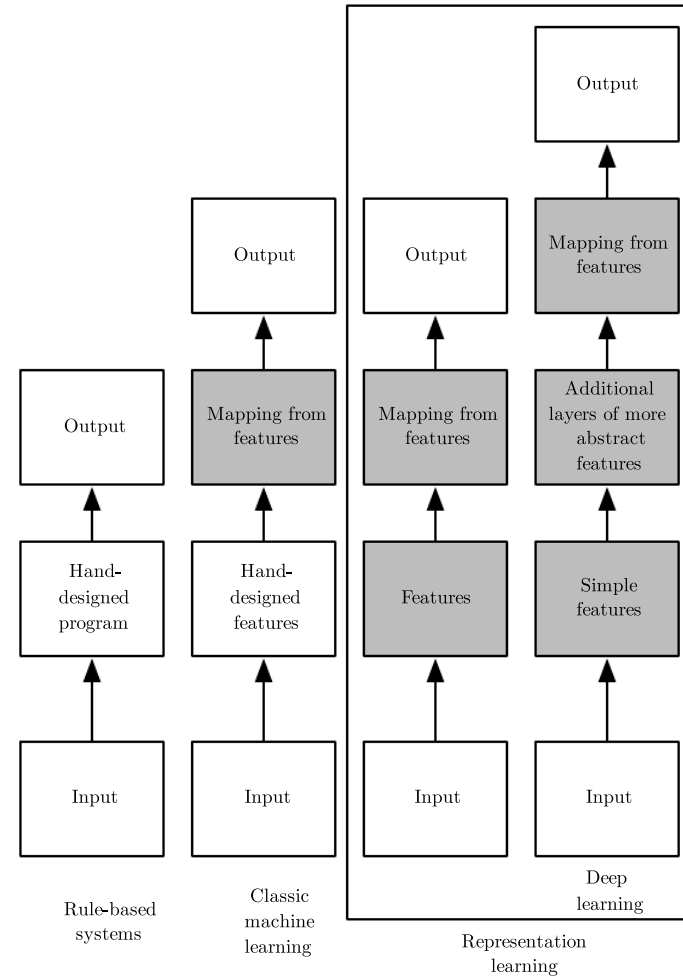 Output
Output
Output
Mapping from
features
Output
Mapping from
features
Mapping from
features
Additional
layers of more
abstract
features
Hand-
designed
program
Hand-
designed
features
Features
Simple
features
Input
Input
Input
Input
Rule-based
systems
Classic
machine
learning
Deep
learning
Representation
learning